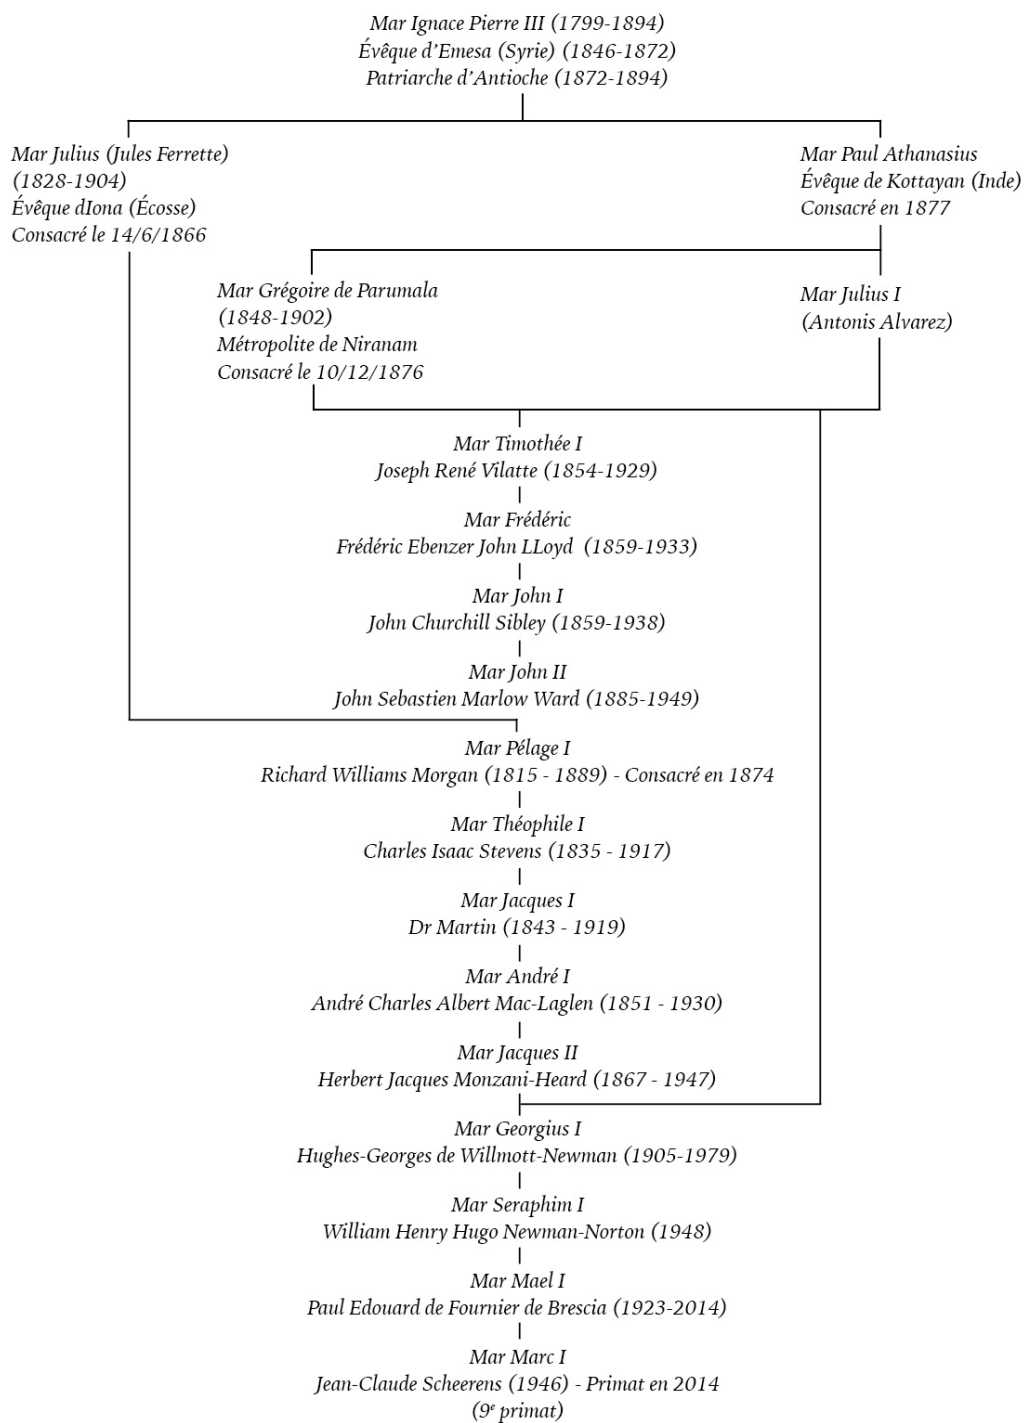 Mar Ignace Pierre III (1799-1894)
Évêque d'Emesa (Syrie) (1846-1872)
Patriarche d'Antioche (1872-1894)
Mar Julius (Jules Ferrette)
(1828-1904)
Évêque dIona (Écosse)
Consacré le 14/6/1866
Mar Paul Athanasius
Évêque de Kottayan (Inde)
Consacré en 1877
Mar Grégoire de Parumala
(1848-1902)
Métropolite de Niranam
Consacré le 10/12/1876
Mar Julius I
(Antonis Alvarez)
Mar Timothée I
Joseph René Vilatte (1854-1929)
Mar Frédéric
Frédéric Ebenzer John LLoyd (1859-1933)
Mar John I
John Churchill Sibley (1859-1938)
Mar John II
John Sebastien Marlow Ward (1885-1949)
Mar Pélage I
Richard Williams Morgan (1815 - 1889) - Consacré en 1874
Mar Théophile I
Charles Isaac Stevens (1835 - 1917)
Mar Jacques I
Dr Martin (1843 - 1919)
Mar André I
André Charles Albert Mac-Laglen (1851 - 1930)
Mar Jacques II
Herbert Jacques Monzani-Heard (1867 - 1947)
Mar Georgius I
Hughes-Georges de Willmott-Newman (1905-1979)
Mar Seraphim I
William Henry Hugo Newman-Norton (1948)
Mar Mael I
Paul Edouard de Fournier de Brescia (1923-2014)
Mar Marc I
Jean-Claude Scheerens (1946) - Primat en 2014
(9e primat)